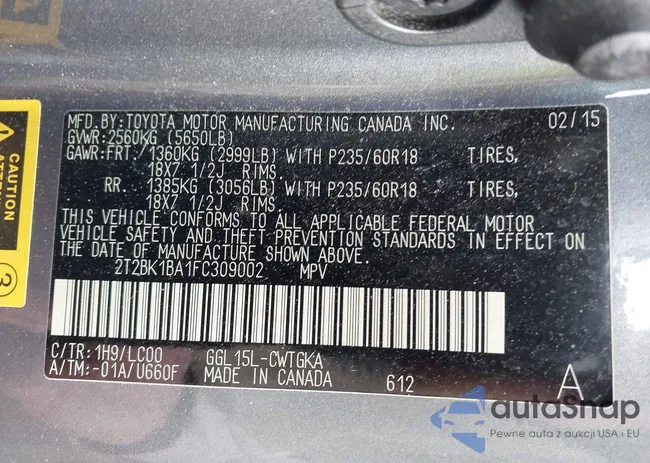 MFD.BY:TOYOTA MOTOR MANUFACTURING CANADA INC. 02/15
GVWR:2560KG (5650LB)
GAWR:FRT. 1360KG (2999LB) WITH P235/60R18 TIRES,
18X7 1/2J RIMS,
RR. 1385KG (3056LB) WITH P235/60R18 TIRES,
18X7 1/2J RIMS.
THIS VEHICLE CONFORMS TO ALL APPLICABLE FEDERAL MOTOR
VEHICLE SAFETY AND THEFT PREVENTION STANDARDS IN EFFECT ON
THE DATE OF MANUFACTURE SHOWN ABOVE.
2T2BK1BA1FC309002 MPV
C/TR: 1H9/LC00 GGL15L-CWTGKA
A/TM:-01A/U660F MADE IN CANADA 612 A
CAUTION
3
autoSnap
Pewne auta z aukcji USA i EU